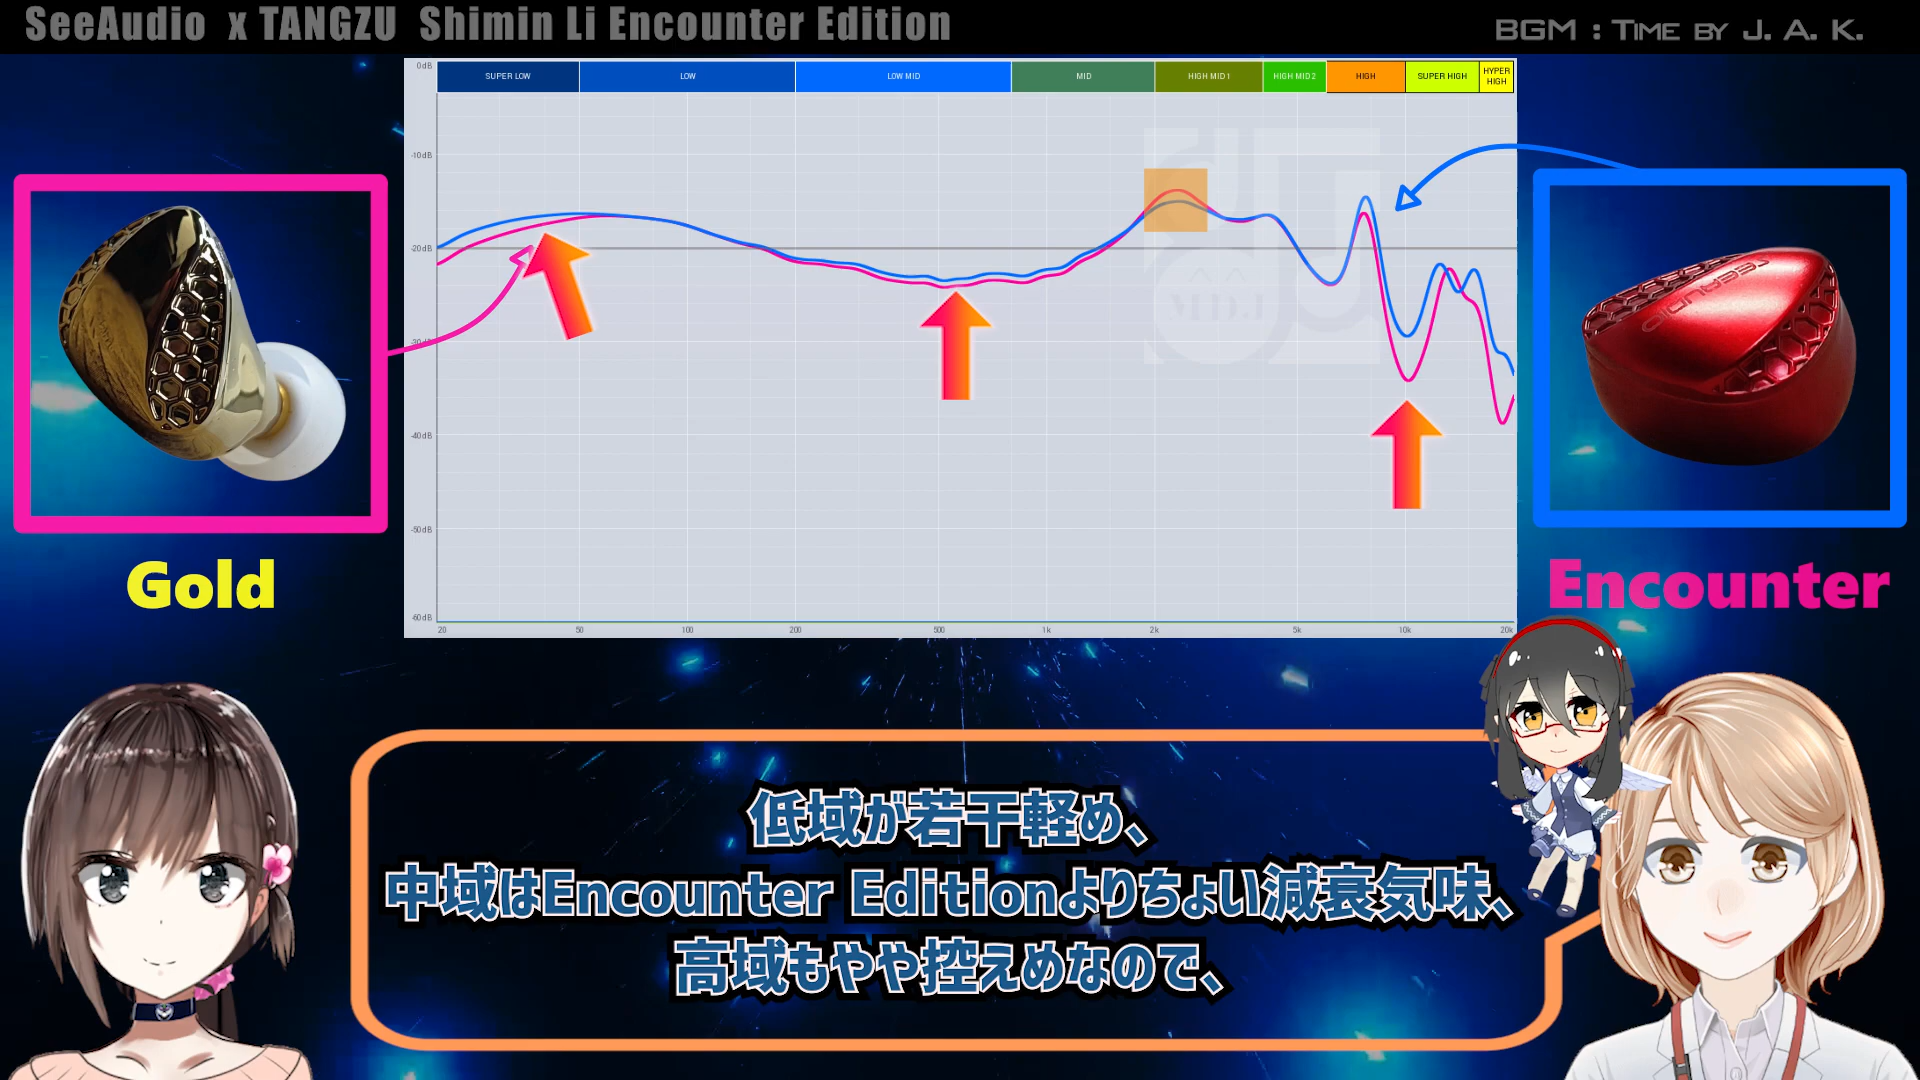 SeeAudio x TANGZU Shimin Li Encounter Edition
BGM : Time by J. A. K.
0dB
SUPER LOW
LOW
LOW MID
MID
HIGH MID1
HIGH MID2
HIGH
SUPER HIGH
HYPER HIGH
-10dB
-20dB
-30dB
-40dB
-50dB
-60dB
20
50
100
200
500
1k
2k
5k
10k
20k
MID.I
SEEAUDIO
Gold
Encounter
低域が若干軽め、
中域はEncounter Editionよりちょい減衰気味、
高域もやや控えめなので、